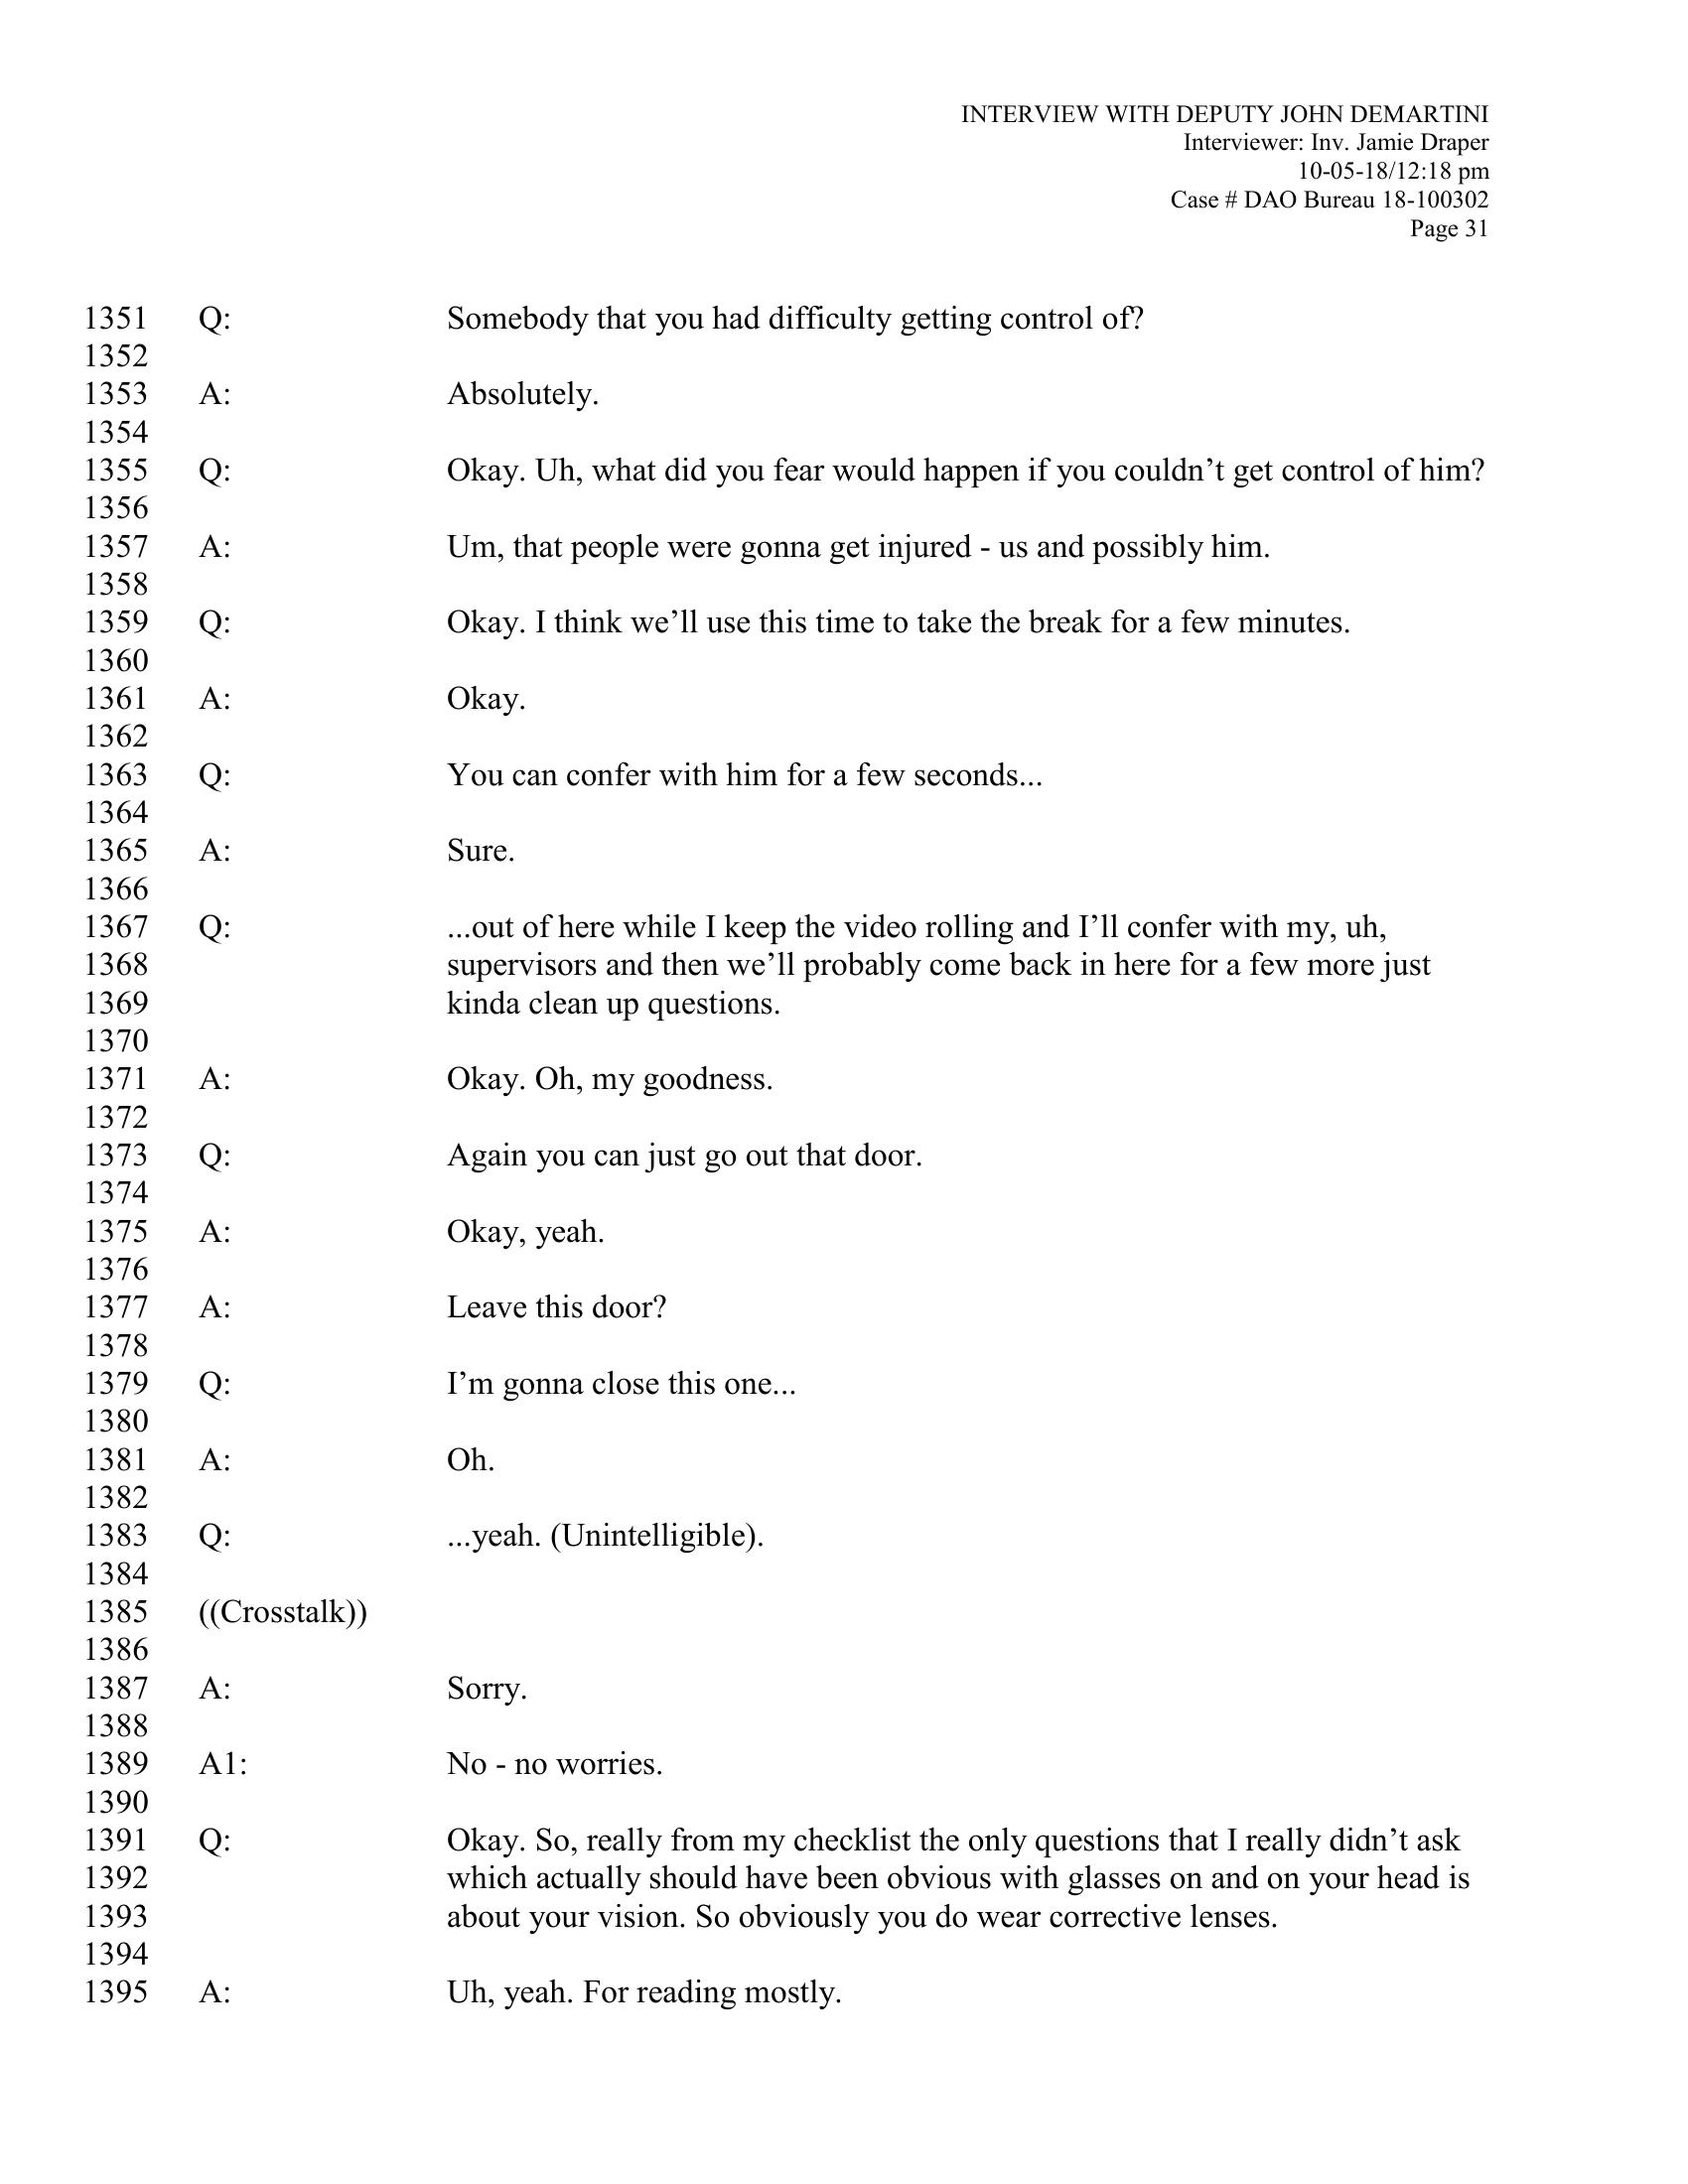 INTERVIEW WITH DEPUTY JOHN DEMARTINI
Interviewer: Inv. Jamie Draper
10-05-18/12:18 pm
Case # DAO Bureau 18-100302
Page 31
1351 Q: Somebody that you had difficulty getting control of?
1352
1353 A: Absolutely.
1354
1355 Q: Okay. Uh, what did you fear would happen if you couldn’t get control of him?
1356
1357 A: Um, that people were gonna get injured - us and possibly him.
1358
1359 Q: Okay. I think we’ll use this time to take the break for a few minutes.
1360
1361 A: Okay.
1362
1363 Q: You can confer with him for a few seconds...
1364
1365 A: Sure.
1366
1367 Q: ...out of here while I keep the video rolling and I’ll confer with my, uh,
1368 supervisors and then we’ll probably come back in here for a few more just
1369 kinda clean up questions.
1370
1371 A: Okay. Oh, my goodness.
1372
1373 Q: Again you can just go out that door.
1374
1375 A: Okay, yeah.
1376
1377 A: Leave this door?
1378
1379 Q: I’m gonna close this one...
1380
1381 A: Oh.
1382
1383 Q: ...yeah. (Unintelligible).
1384
1385 ((Crosstalk))
1386
1387 A: Sorry.
1388
1389 A1: No - no worries.
1390
1391 Q: Okay. So, really from my checklist the only questions that I really didn’t ask
1392 which actually should have been obvious with glasses on and on your head is
1393 about your vision. So obviously you do wear corrective lenses.
1394
1395 A: Uh, yeah. For reading mostly.